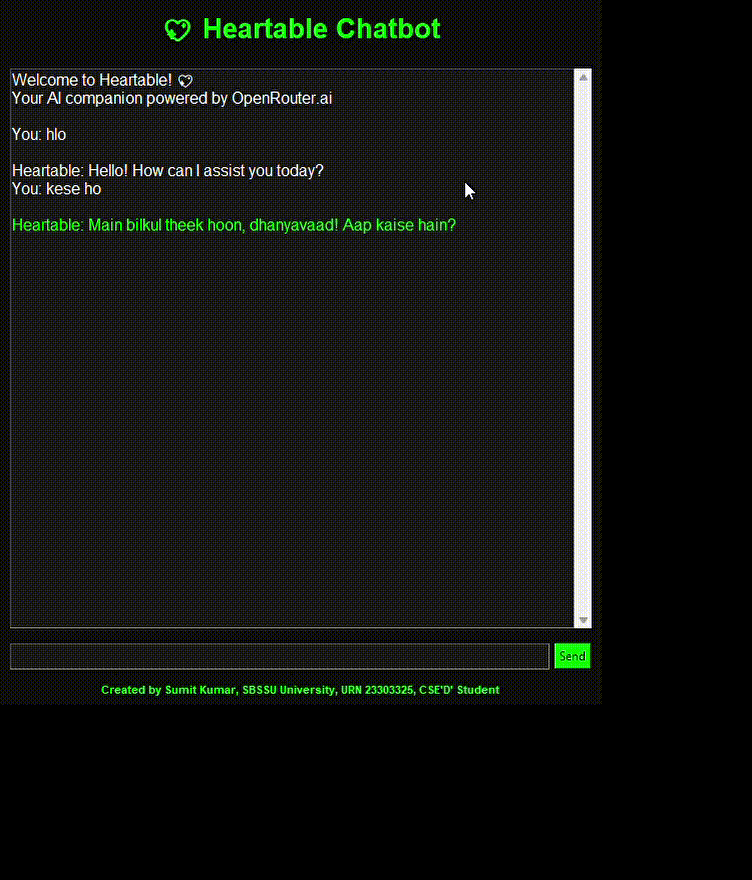 Heartable Chatbot
Welcome to Heartable!
Your AI companion powered by OpenRouter.ai
You: hlo
Heartable: Hello! How can I assist you today?
You: kese ho
Heartable: Main bilkul theek hoon, dhanyavaad! Aap kaise hain?
Send
Created by Sumit Kumar, SBSSU University, URN 23303325, CSE'D' Student